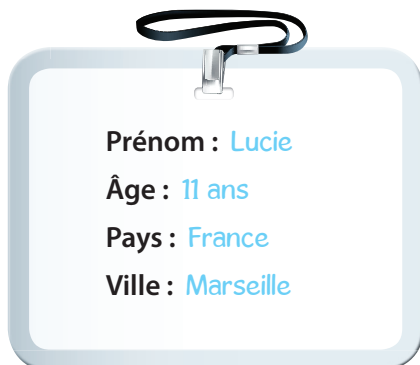 Prénom : Lucie
Âge : 11 ans
Pays : France
Ville : Marseille